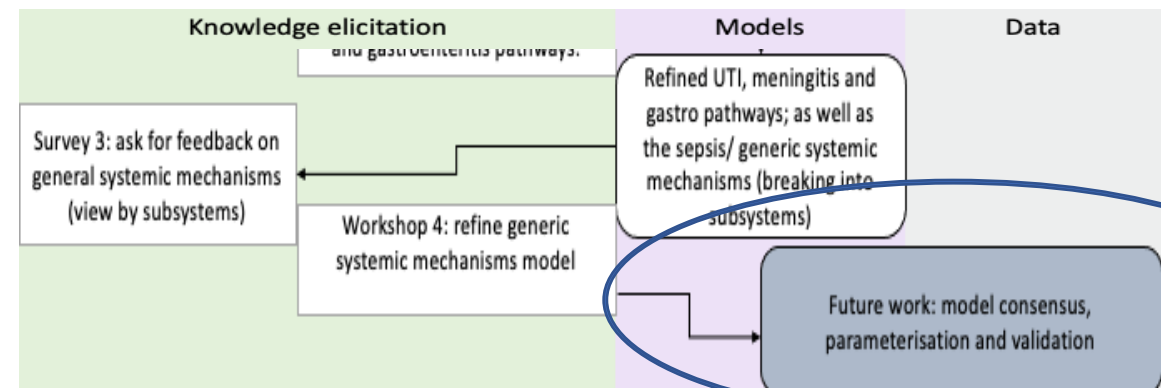 Knowledge elicitation
Models
Data
and gastroenteritis pathways.
Refined UTI, meningitis and
gastro pathways; as well as
the sepsis/ generic systemic
mechanisms (breaking into
subsystems)
Survey 3: ask for feedback on
general systemic mechanisms
(view by subsystems)
Workshop 4: refine generic
systemic mechanisms model
Future work: model consensus,
parameterisation and validation